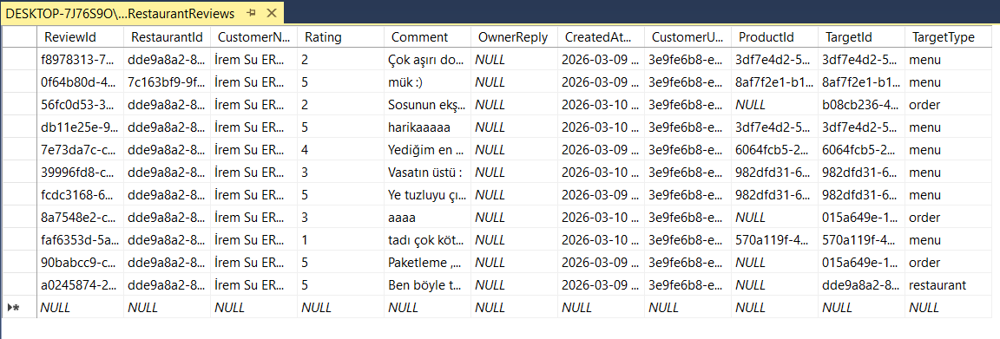 DESKTOP-7J76S9O\...RestaurantReviews
ReviewId RestaurantId CustomerN... Rating Comment OwnerReply CreatedAt... CustomerU... ProductId TargetId TargetType
f8978313-7... dde9a8a2-8... İrem Su ER... 2 Çok aşırı do... NULL 2026-03-09 ... 3e9fe6b8-e... 3df7e4d2-5... 3df7e4d2-5... menu
0f64b80d-4... 7c163bf9-9f... İrem Su ER... 5 mük :) NULL 2026-03-09 ... 3e9fe6b8-e... 8af7f2e1-b1... 8af7f2e1-b1... menu
56fc0d53-3... dde9a8a2-8... İrem Su ER... 2 Sosunun ekş... NULL 2026-03-10 ... 3e9fe6b8-e... NULL b08cb236-4... order
db11e25e-9... dde9a8a2-8... İrem Su ER... 5 harikaaaaa NULL 2026-03-10 ... 3e9fe6b8-e... 3df7e4d2-5... 3df7e4d2-5... menu
7e73da7c-c... dde9a8a2-8... İrem Su ER... 4 Yediğim en ... NULL 2026-03-10 ... 3e9fe6b8-e... 6064fcb5-2... 6064fcb5-2... menu
39996fd8-c... dde9a8a2-8... İrem Su ER... 3 Vasatın üstü : NULL 2026-03-10 ... 3e9fe6b8-e... 982dfd31-6... 982dfd31-6... menu
fcdc3168-6... dde9a8a2-8... İrem Su ER... 5 Ye tuzluyu çı... NULL 2026-03-09 ... 3e9fe6b8-e... 982dfd31-6... 982dfd31-6... menu
8a7548e2-c... dde9a8a2-8... İrem Su ER... 3 aaaa NULL 2026-03-10 ... 3e9fe6b8-e... NULL 015a649e-1... order
faf6353d-5a... dde9a8a2-8... İrem Su ER... 1 tadı çok köt... NULL 2026-03-10 ... 3e9fe6b8-e... 570a119f-4... 570a119f-4... menu
90babcc9-c... dde9a8a2-8... İrem Su ER... 5 Paketleme ,... NULL 2026-03-09 ... 3e9fe6b8-e... NULL 015a649e-1... order
a0245874-2... dde9a8a2-8... İrem Su ER... 5 Ben böyle t... NULL 2026-03-09 ... 3e9fe6b8-e... NULL dde9a8a2-8... restaurant
NULL NULL NULL NULL NULL NULL NULL NULL NULL NULL NULL